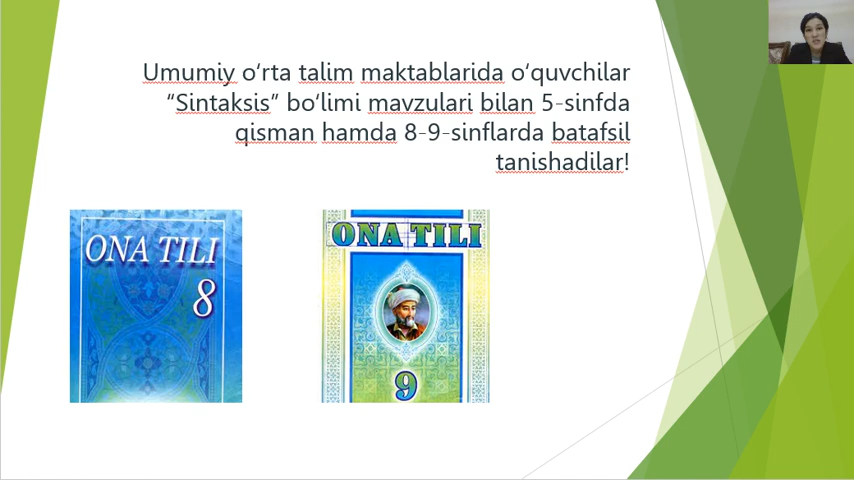 Umumiy o‘rta talim maktablarida o‘quvchilar
“Sintaksis” bo‘limi mavzulari bilan 5-sinfda
qisman hamda 8-9-sinflarda batafsil
tanishadilar!
ONA TILI
8
ONA TILI
9